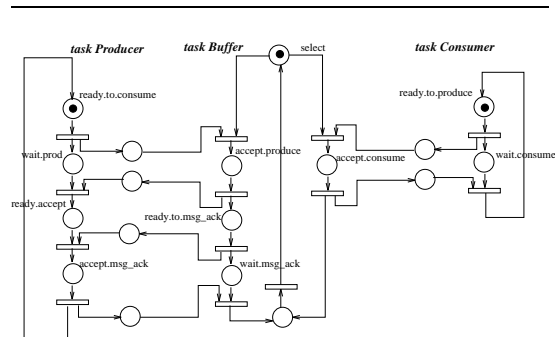 task Producer
task Buffer
select
task Consumer
ready.to.consume
ready.to.produce
wait.prod
accept.produce
accept.consume
wait.consume
ready.accept
ready.to.msg_ack
accept.msg_ack
wait.msg_ack